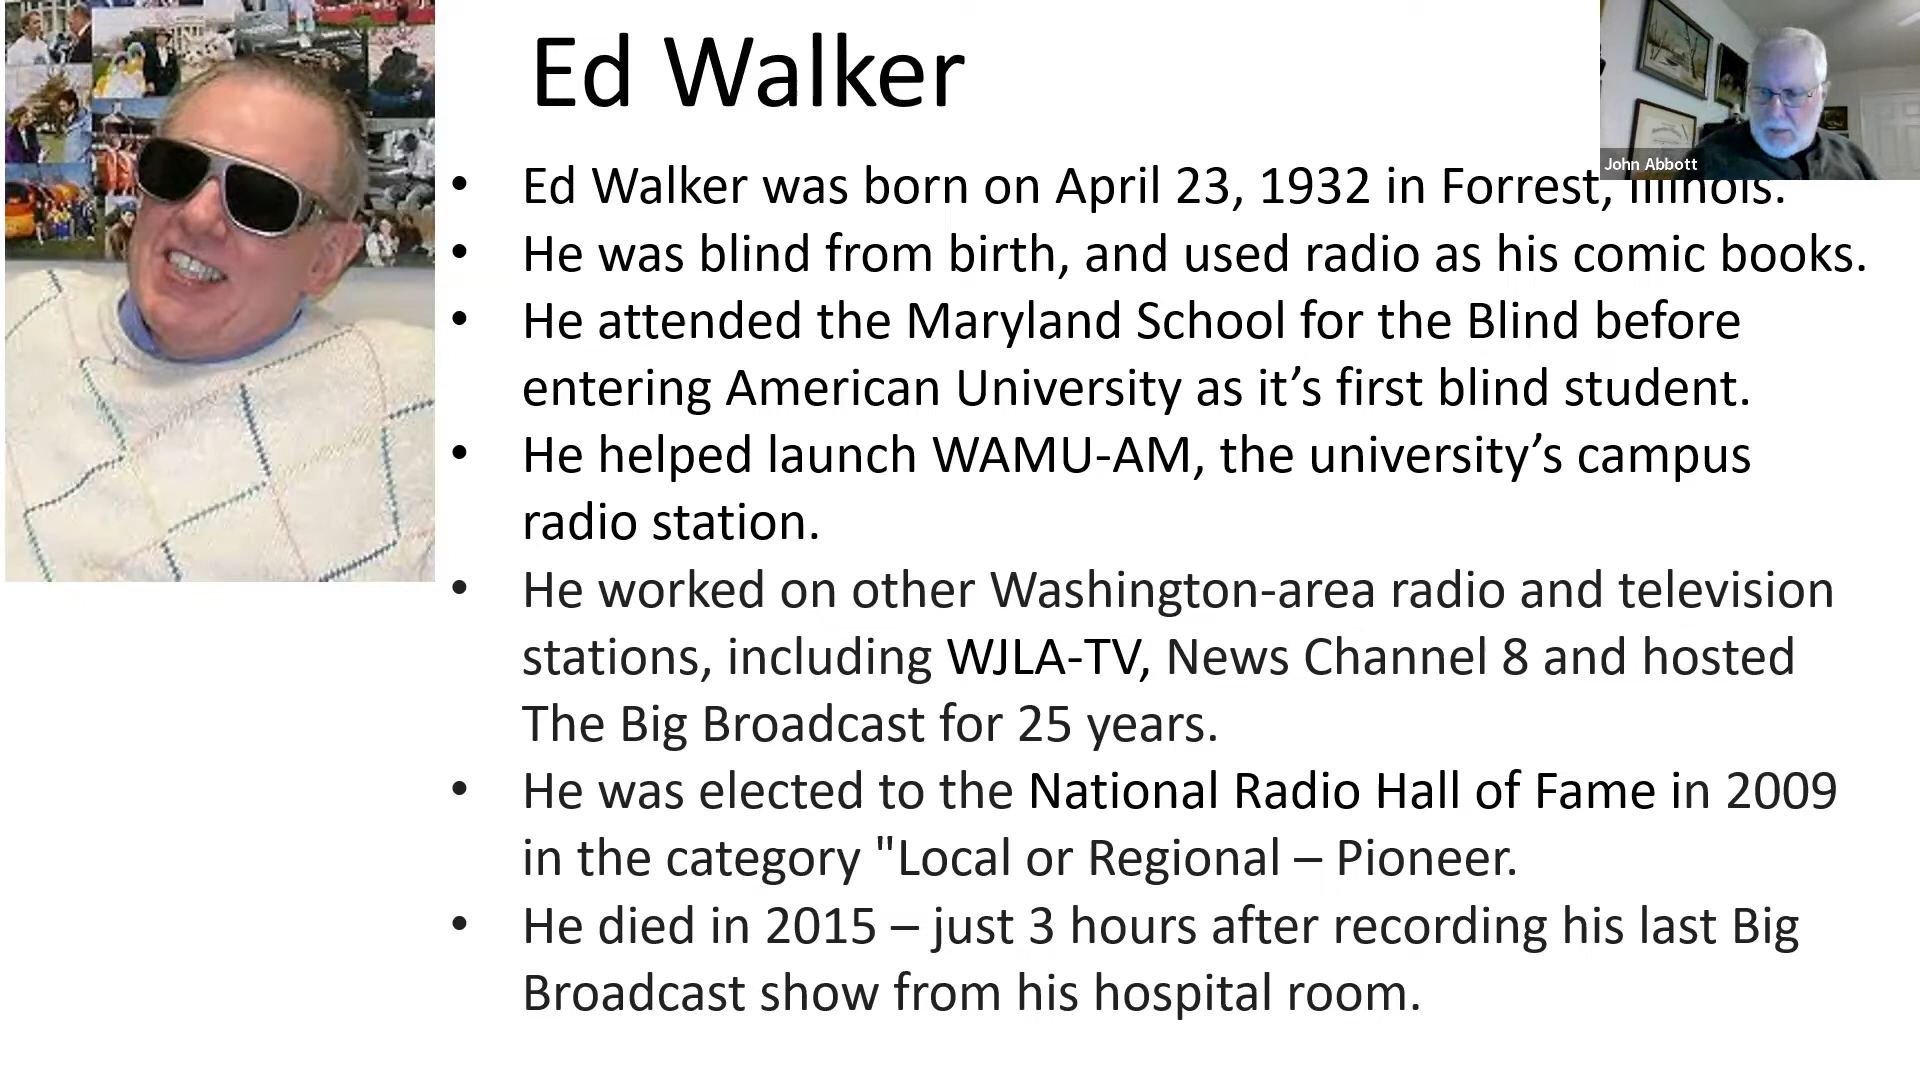 Ed Walker
John Abbott
• Ed Walker was born on April 23, 1932 in Forrest, Illinois.
• He was blind from birth, and used radio as his comic books.
• He attended the Maryland School for the Blind before
entering American University as it’s first blind student.
• He helped launch WAMU-AM, the university’s campus
radio station.
• He worked on other Washington-area radio and television
stations, including WJLA-TV, News Channel 8 and hosted
The Big Broadcast for 25 years.
• He was elected to the National Radio Hall of Fame in 2009
in the category "Local or Regional – Pioneer.
• He died in 2015 – just 3 hours after recording his last Big
Broadcast show from his hospital room.